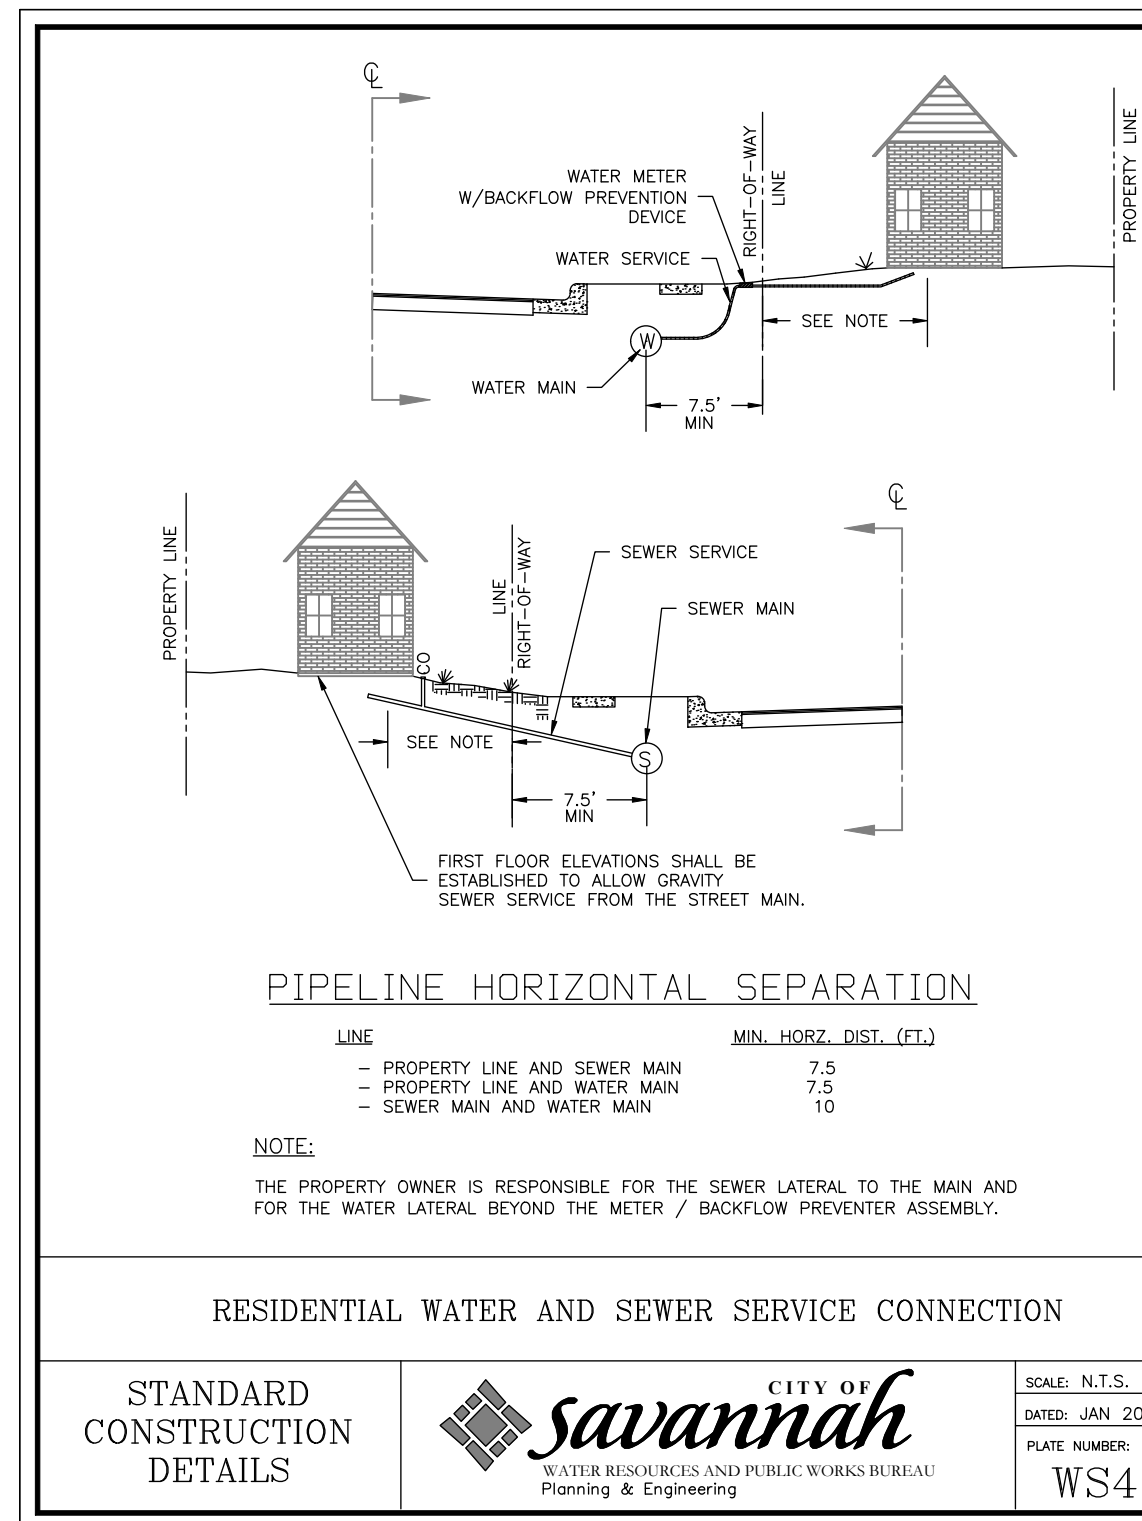 ℄
WATER METER
W/BACKFLOW PREVENTION
DEVICE
WATER SERVICE
RIGHT-OF-WAY
LINE
PROPERTY LINE
SEE NOTE
W
WATER MAIN
7.5'
MIN
℄
PROPERTY LINE
SEWER SERVICE
LINE
RIGHT-OF-WAY
SEWER MAIN
CO
SEE NOTE
S
7.5'
MIN
FIRST FLOOR ELEVATIONS SHALL BE
ESTABLISHED TO ALLOW GRAVITY
SEWER SERVICE FROM THE STREET MAIN.
PIPELINE HORIZONTAL SEPARATION
LINE MIN. HORZ. DIST. (FT.)
- PROPERTY LINE AND SEWER MAIN 7.5
- PROPERTY LINE AND WATER MAIN 7.5
- SEWER MAIN AND WATER MAIN 10
NOTE:
THE PROPERTY OWNER IS RESPONSIBLE FOR THE SEWER LATERAL TO THE MAIN AND
FOR THE WATER LATERAL BEYOND THE METER / BACKFLOW PREVENTER ASSEMBLY.
RESIDENTIAL WATER AND SEWER SERVICE CONNECTION
STANDARD
CONSTRUCTION
DETAILS
CITY OF
Savannah
WATER RESOURCES AND PUBLIC WORKS BUREAU
Planning & Engineering
SCALE: N.T.S.
DATED: JAN 20
PLATE NUMBER:
WS4